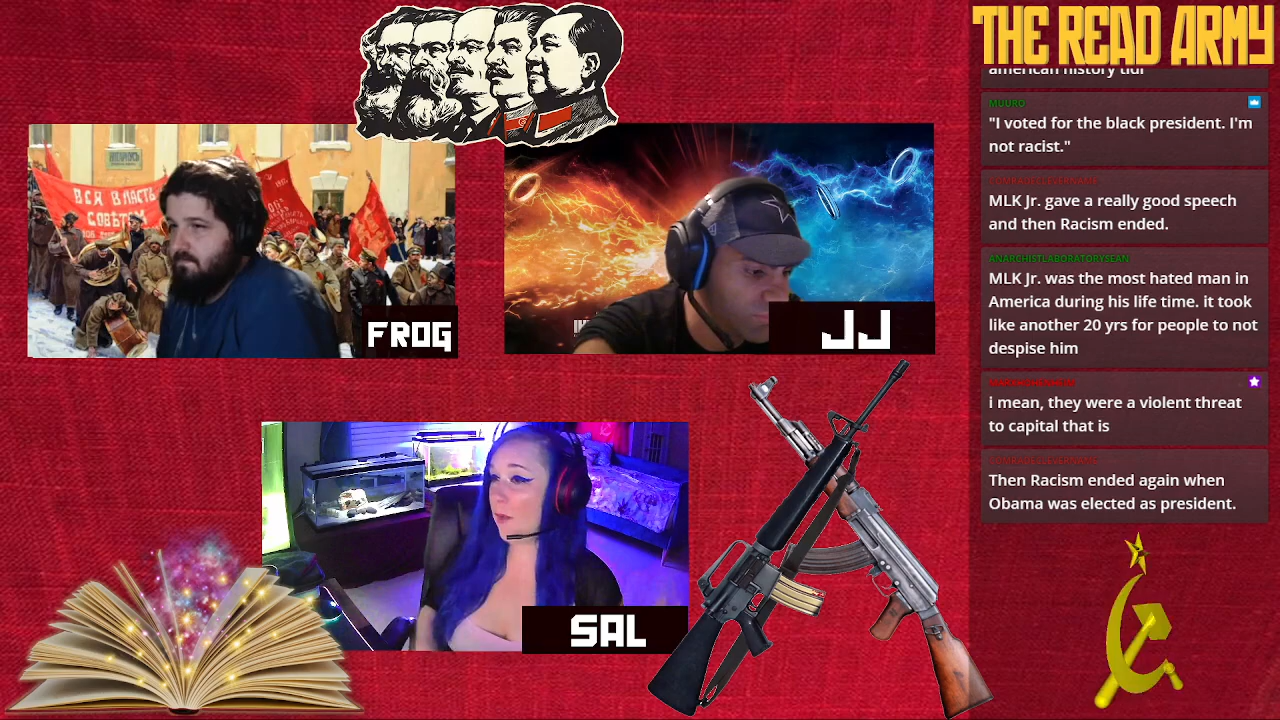 THE READ ARMY
american history tidr
MUURO
"I voted for the black president. I'm
not racist."
MLK Jr. gave a really good speech
and then Racism ended.
ANARCHISTLABORATORYSEAN
MLK Jr. was the most hated man in
America during his life time. it took
like another 20 yrs for people to not
despise him
i mean, they were a violent threat
to capital that is
Then Racism ended again when
Obama was elected as president.
ВСЯ ВЛАСТЬ
СОВЕТАМ
FROG
JJ
SAL